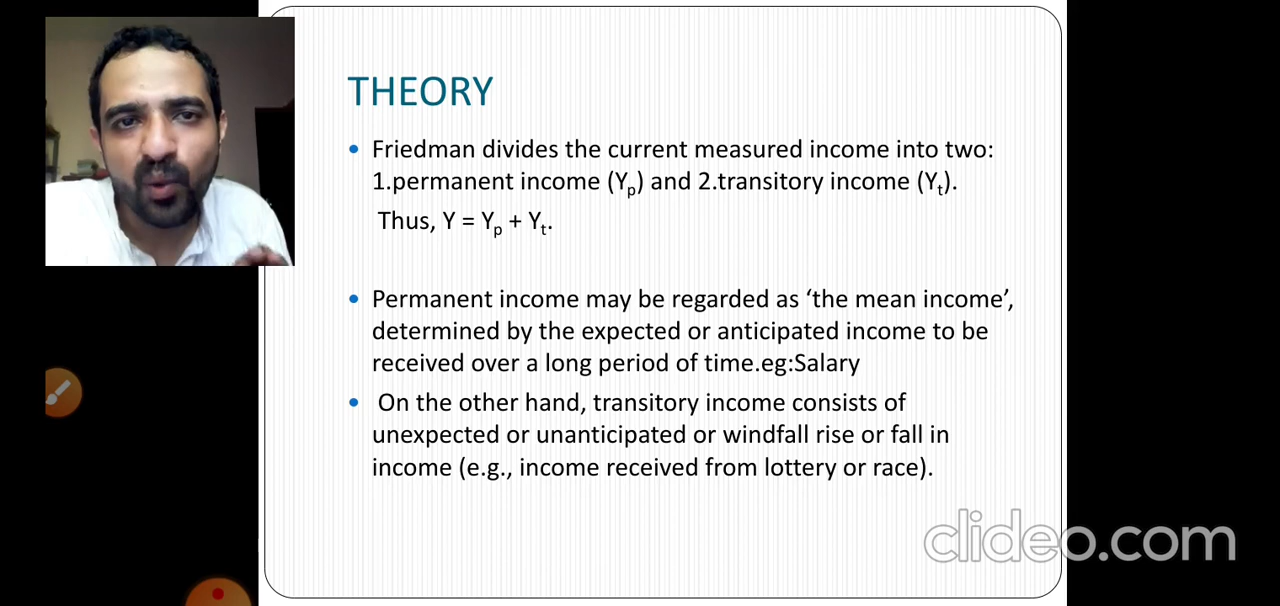 THEORY
• Friedman divides the current measured income into two:
1.permanent income (Yp) and 2.transitory income (Yt).
Thus, Y = Yp + Yt.
• Permanent income may be regarded as ‘the mean income’,
determined by the expected or anticipated income to be
received over a long period of time.eg:Salary
• On the other hand, transitory income consists of
unexpected or unanticipated or windfall rise or fall in
income (e.g., income received from lottery or race).
clideo.com